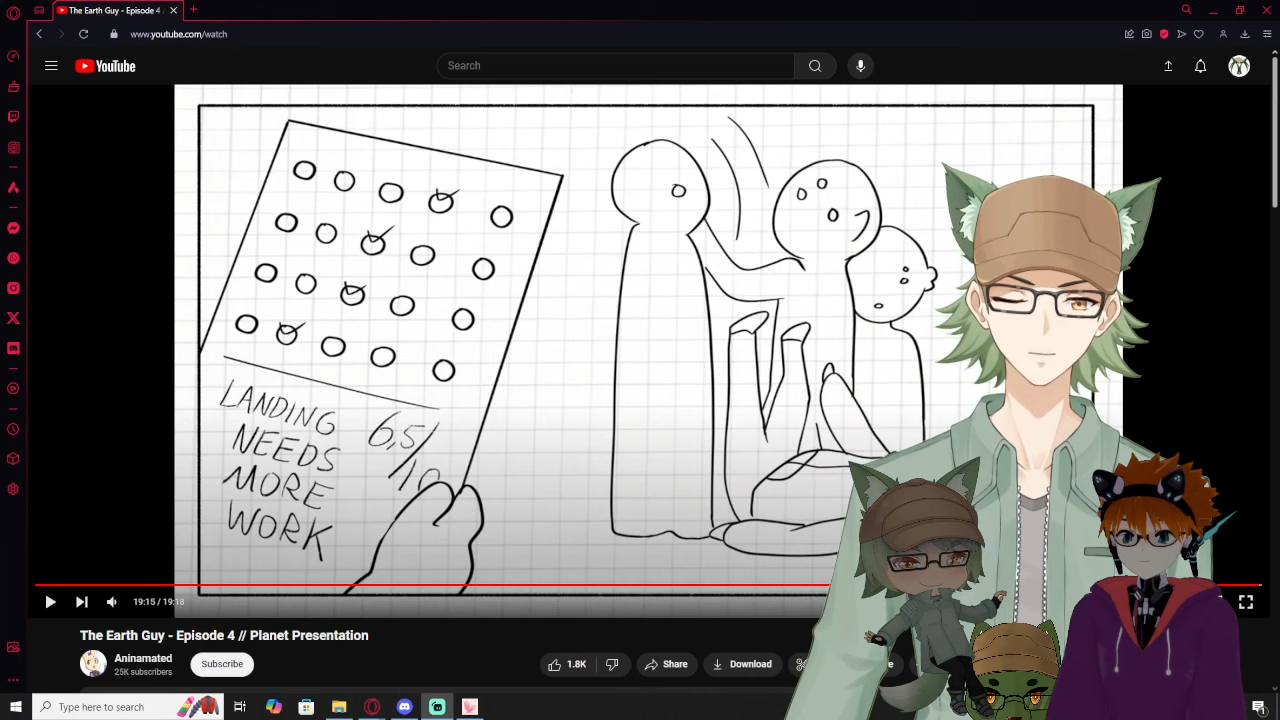 The Earth Guy - Episode 4 /
www.youtube.com/watch
YouTube
Search
LANDING
NEEDS
MORE
WORK
6,5/
10
19:15 / 19:18
The Earth Guy - Episode 4 // Planet Presentation
Aninamated
25K subscribers
Subscribe
1.8K
Share
Download
Type here to search